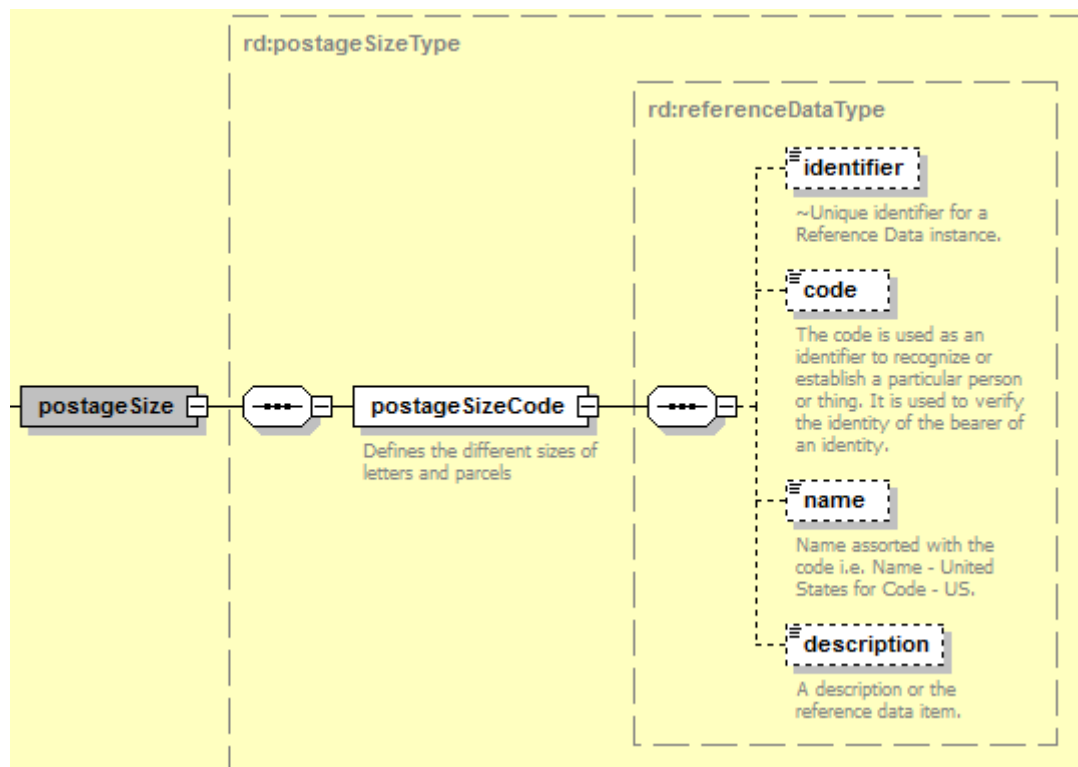 rd:postageSizeType
rd:referenceDataType
identifier
~Unique identifier for a
Reference Data instance.
code
The code is used as an
identifier to recognize or
establish a particular person
or thing. It is used to verify
the identity of the bearer of
an identity.
postageSize
postageSizeCode
Defines the different sizes of
letters and parcels
name
Name assorted with the
code i.e. Name - United
States for Code - US.
description
A description or the
reference data item.